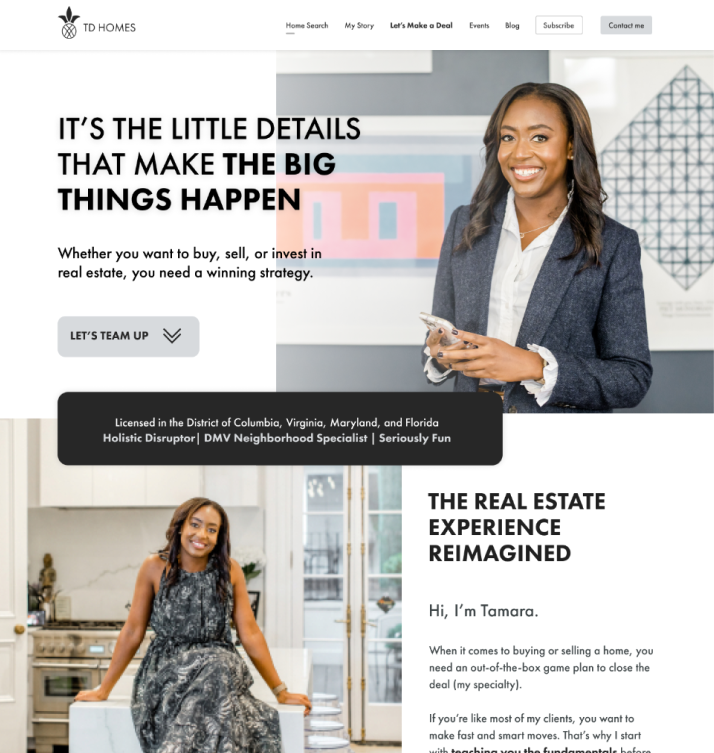 TD HOMES
Home Search
My Story
Let's Make a Deal
Events
Blog
Subscribe
Contact me
IT'S THE LITTLE DETAILS
THAT MAKE THE BIG
THINGS HAPPEN
Whether you want to buy, sell, or invest in
real estate, you need a winning strategy.
LET'S TEAM UP
Licensed in the District of Columbia, Virginia, Maryland, and Florida
Holistic Disruptor| DMV Neighborhood Specialist | Seriously Fun
THE REAL ESTATE
EXPERIENCE
REIMAGINED
Hi, I'm Tamara.
When it comes to buying or selling a home, you
need an out-of-the-box game plan to close the
deal (my specialty).
If you're like most of my clients, you want to
make fast and smart moves. That's why I start
with teaching you the fundamentals before